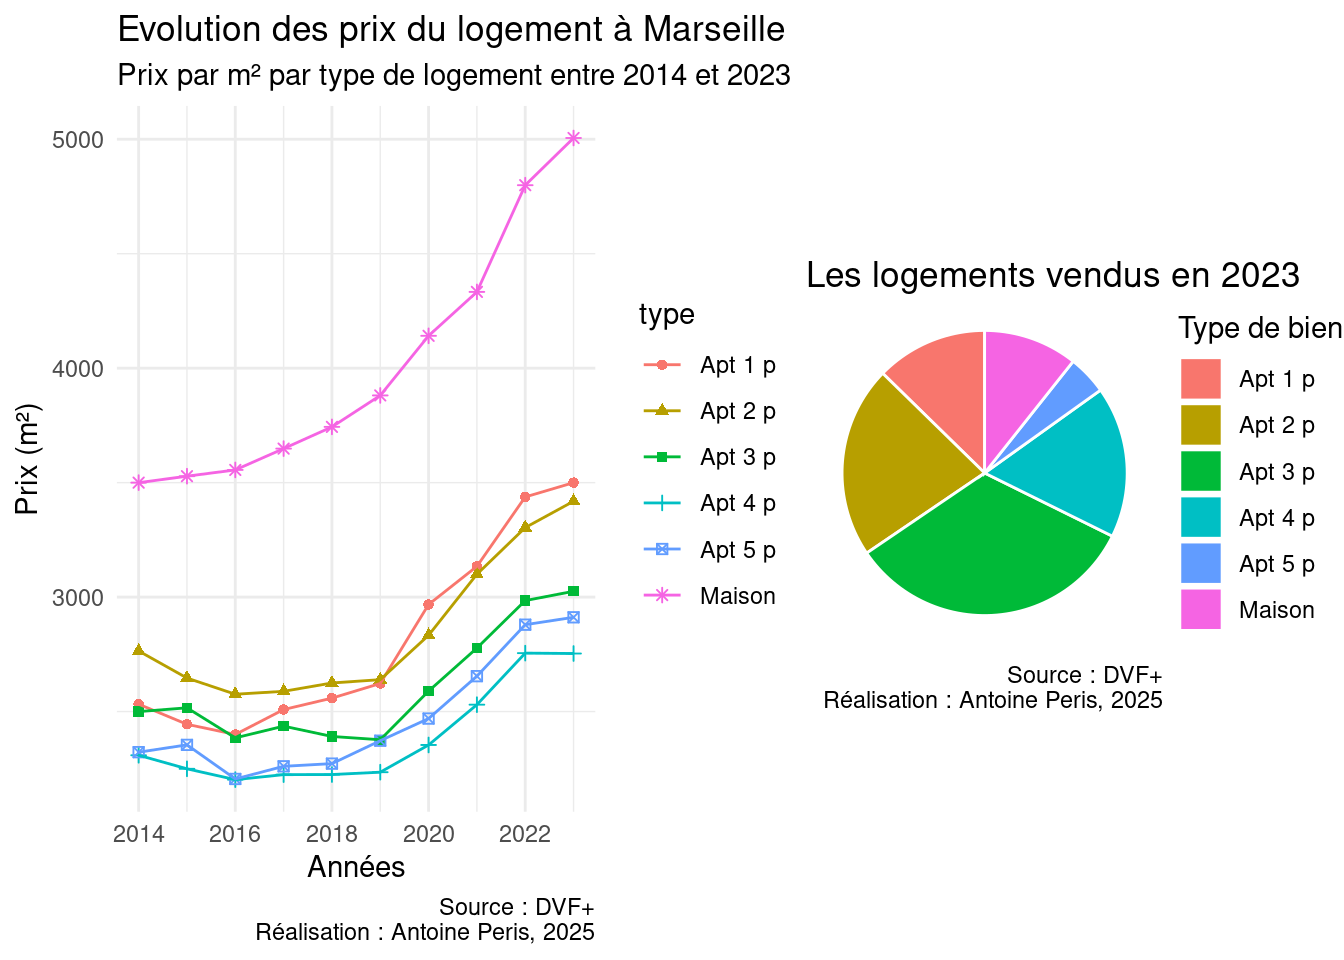 Evolution des prix du logement à Marseille
Prix par m² par type de logement entre 2014 et 2023
5000
4000
3000
Prix (m²)
2014 2016 2018 2020 2022
Années
Source : DVF+
Réalisation : Antoine Peris, 2025
type
Apt 1 p
Apt 2 p
Apt 3 p
Apt 4 p
Apt 5 p
Maison
Les logements vendus en 2023
Type de bien
Apt 1 p
Apt 2 p
Apt 3 p
Apt 4 p
Apt 5 p
Maison
Source : DVF+
Réalisation : Antoine Peris, 2025